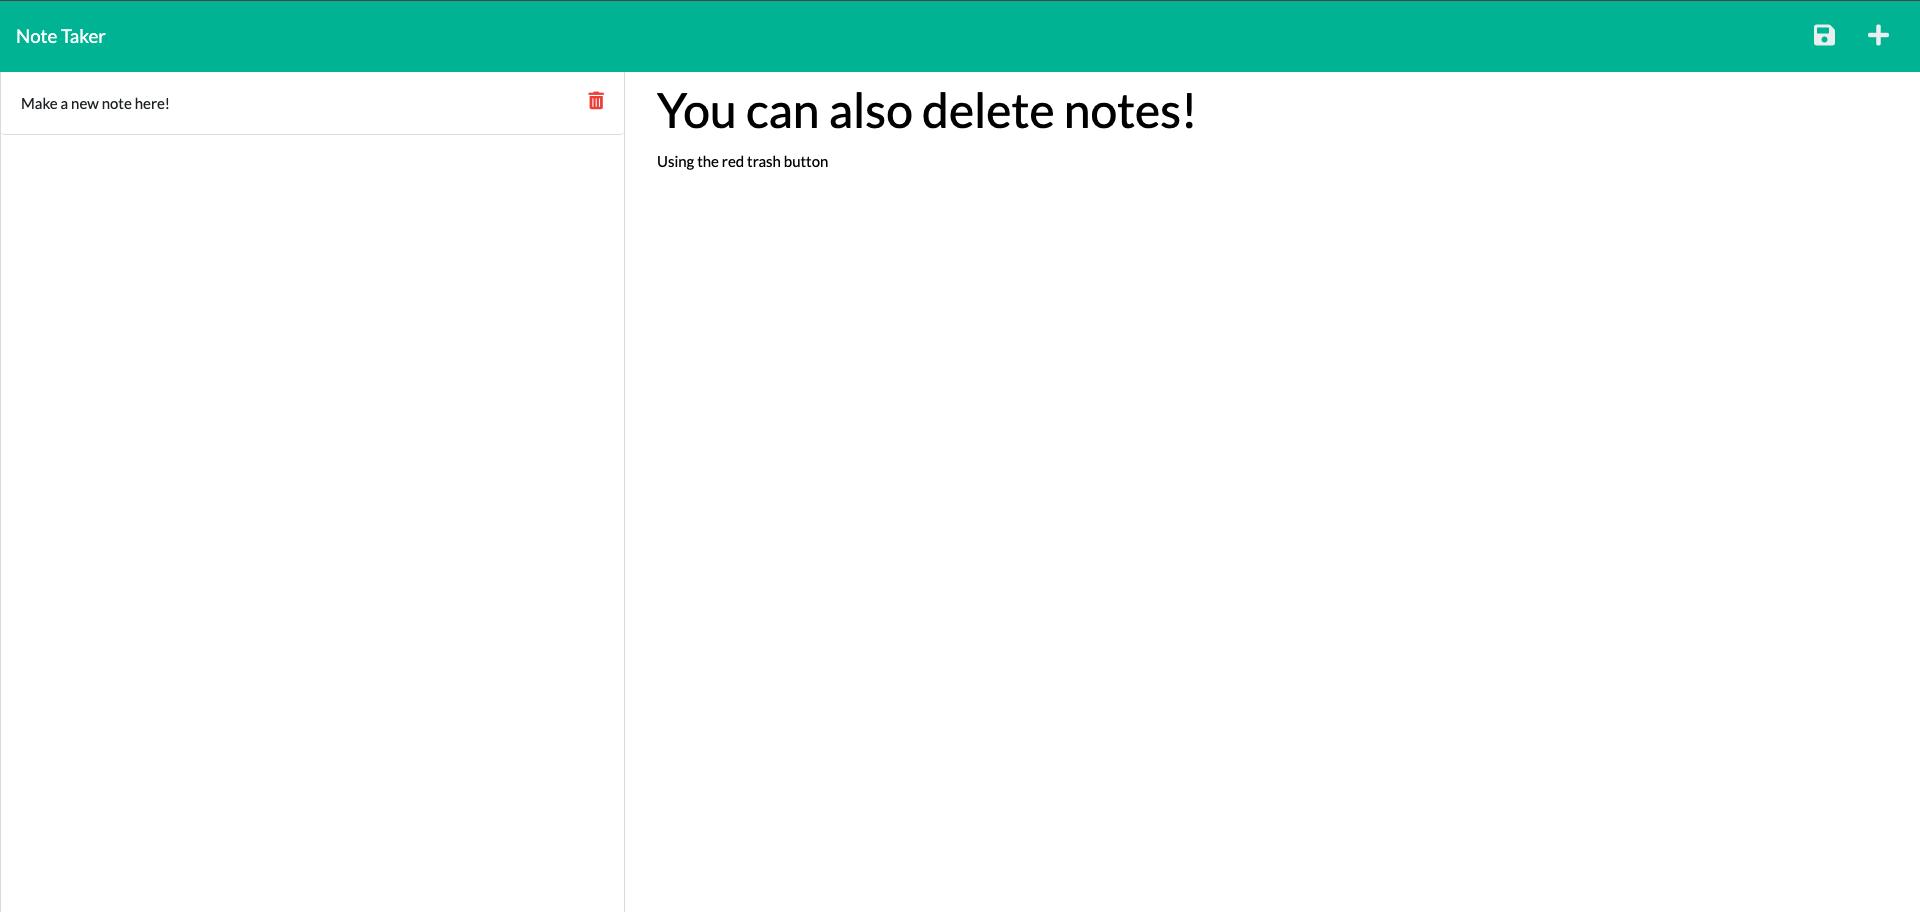 Note Taker
Make a new note here!
You can also delete notes!
Using the red trash button